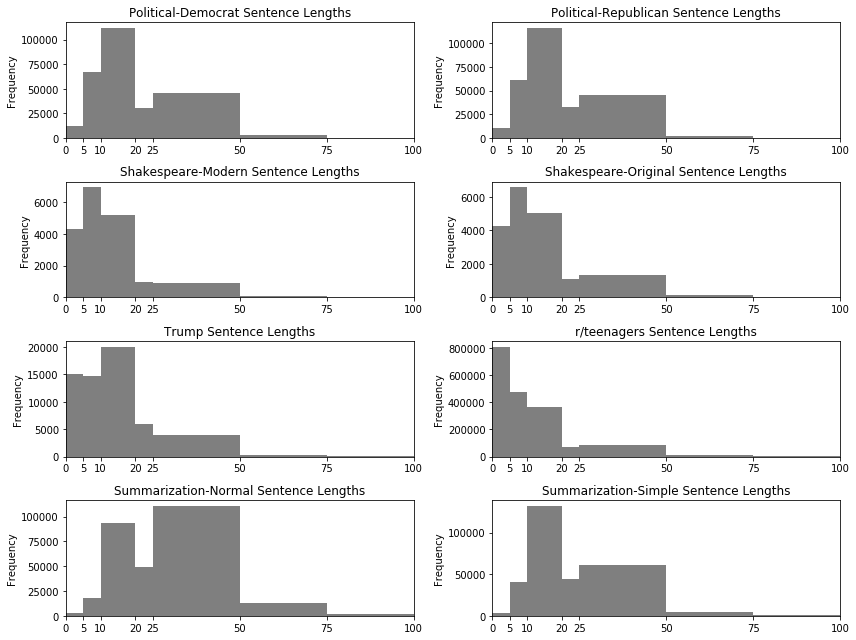 Political-Democrat Sentence Lengths
Frequency
100000
75000
50000
25000
0
0 5 10 20 25 50 75 100
Political-Republican Sentence Lengths
Frequency
100000
75000
50000
25000
0
0 5 10 20 25 50 75 100
Shakespeare-Modern Sentence Lengths
Frequency
6000
4000
2000
0
0 5 10 20 25 50 75 100
Shakespeare-Original Sentence Lengths
Frequency
6000
4000
2000
0
0 5 10 20 25 50 75 100
Trump Sentence Lengths
Frequency
20000
15000
10000
5000
0
0 5 10 20 25 50 75 100
r/teenagers Sentence Lengths
Frequency
800000
600000
400000
200000
0
0 5 10 20 25 50 75 100
Summarization-Normal Sentence Lengths
Frequency
100000
75000
50000
25000
0
0 5 10 20 25 50 75 100
Summarization-Simple Sentence Lengths
Frequency
100000
50000
0
0 5 10 20 25 50 75 100